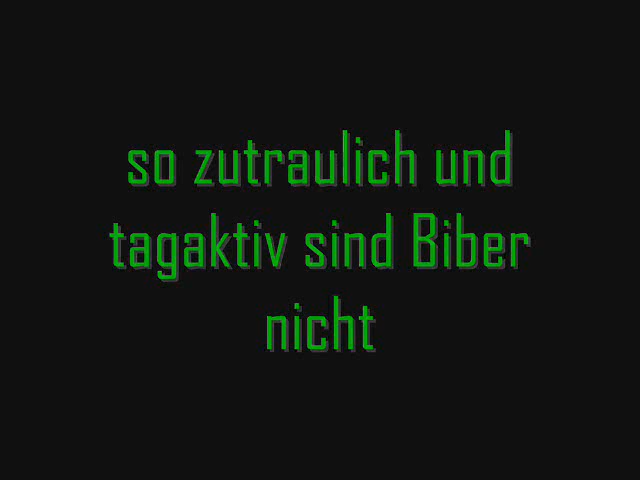 so zutraulich und
tagaktiv sind Biber
nicht